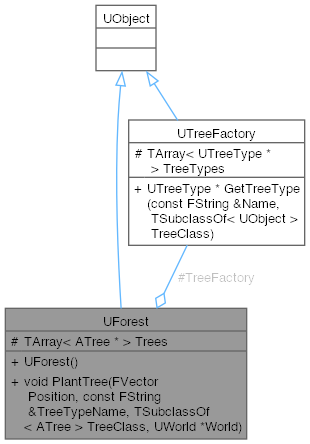 UObject
UTreeFactory
# TArray< UTreeType *
> TreeTypes
+ UTreeType * GetTreeType
(const FString &Name,
TSubclassOf< UObject >
TreeClass)
#TreeFactory
UForest
# TArray< ATree * > Trees
+ UForest()
+ void PlantTree(FVector
Position, const FString
&TreeTypeName, TSubclassOf
< ATree > TreeClass, UWorld *World)